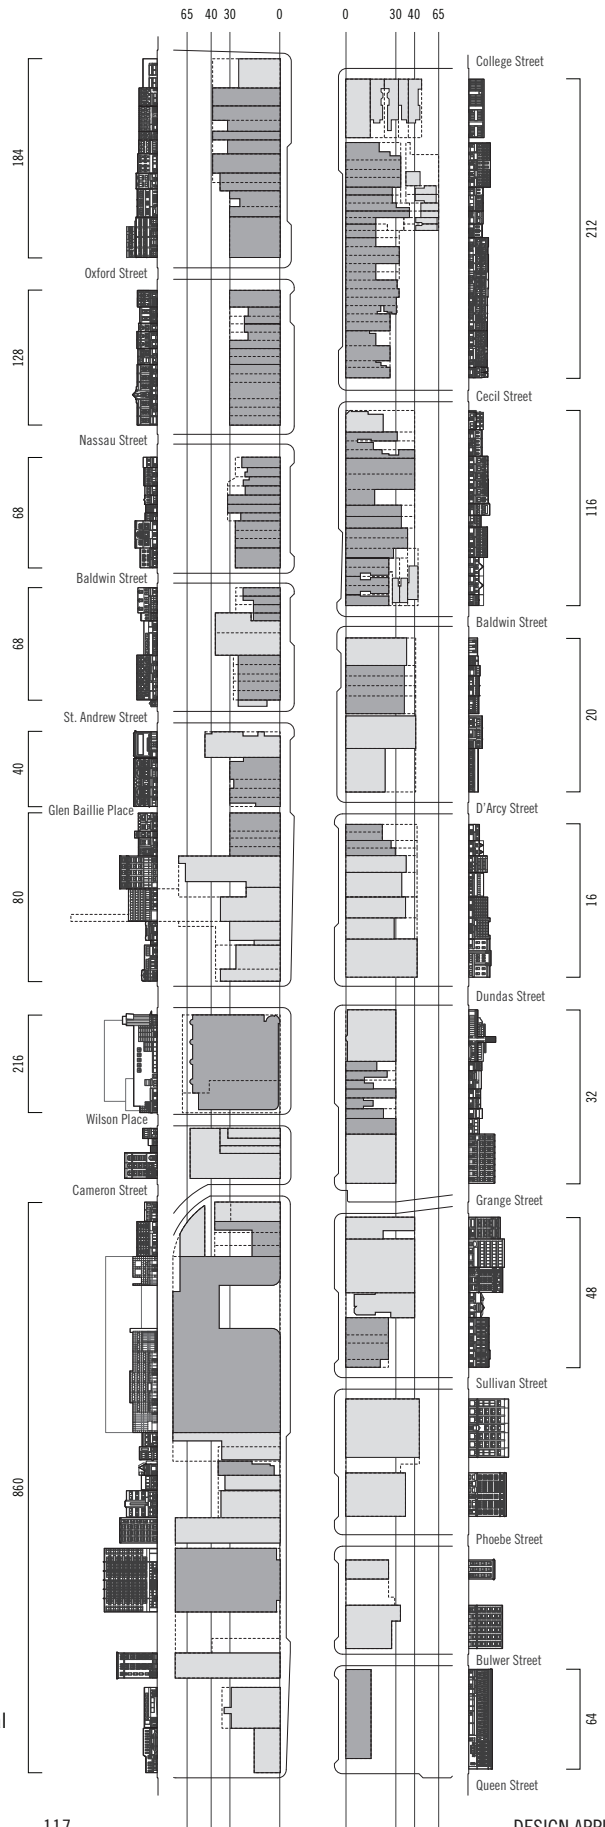 65 40 30 0 0 30 40 65
College Street
184
212
Oxford Street
128
Cecil Street
Nassau Street
68
116
Baldwin Street
Baldwin Street
68
20
St. Andrew Street
40
D'Arcy Street
Glen Baillie Place
80
16
Dundas Street
216
32
Wilson Place
Cameron Street
Grange Street
48
Sullivan Street
860
Phoebe Street
Bulwer Street
64
Queen Street